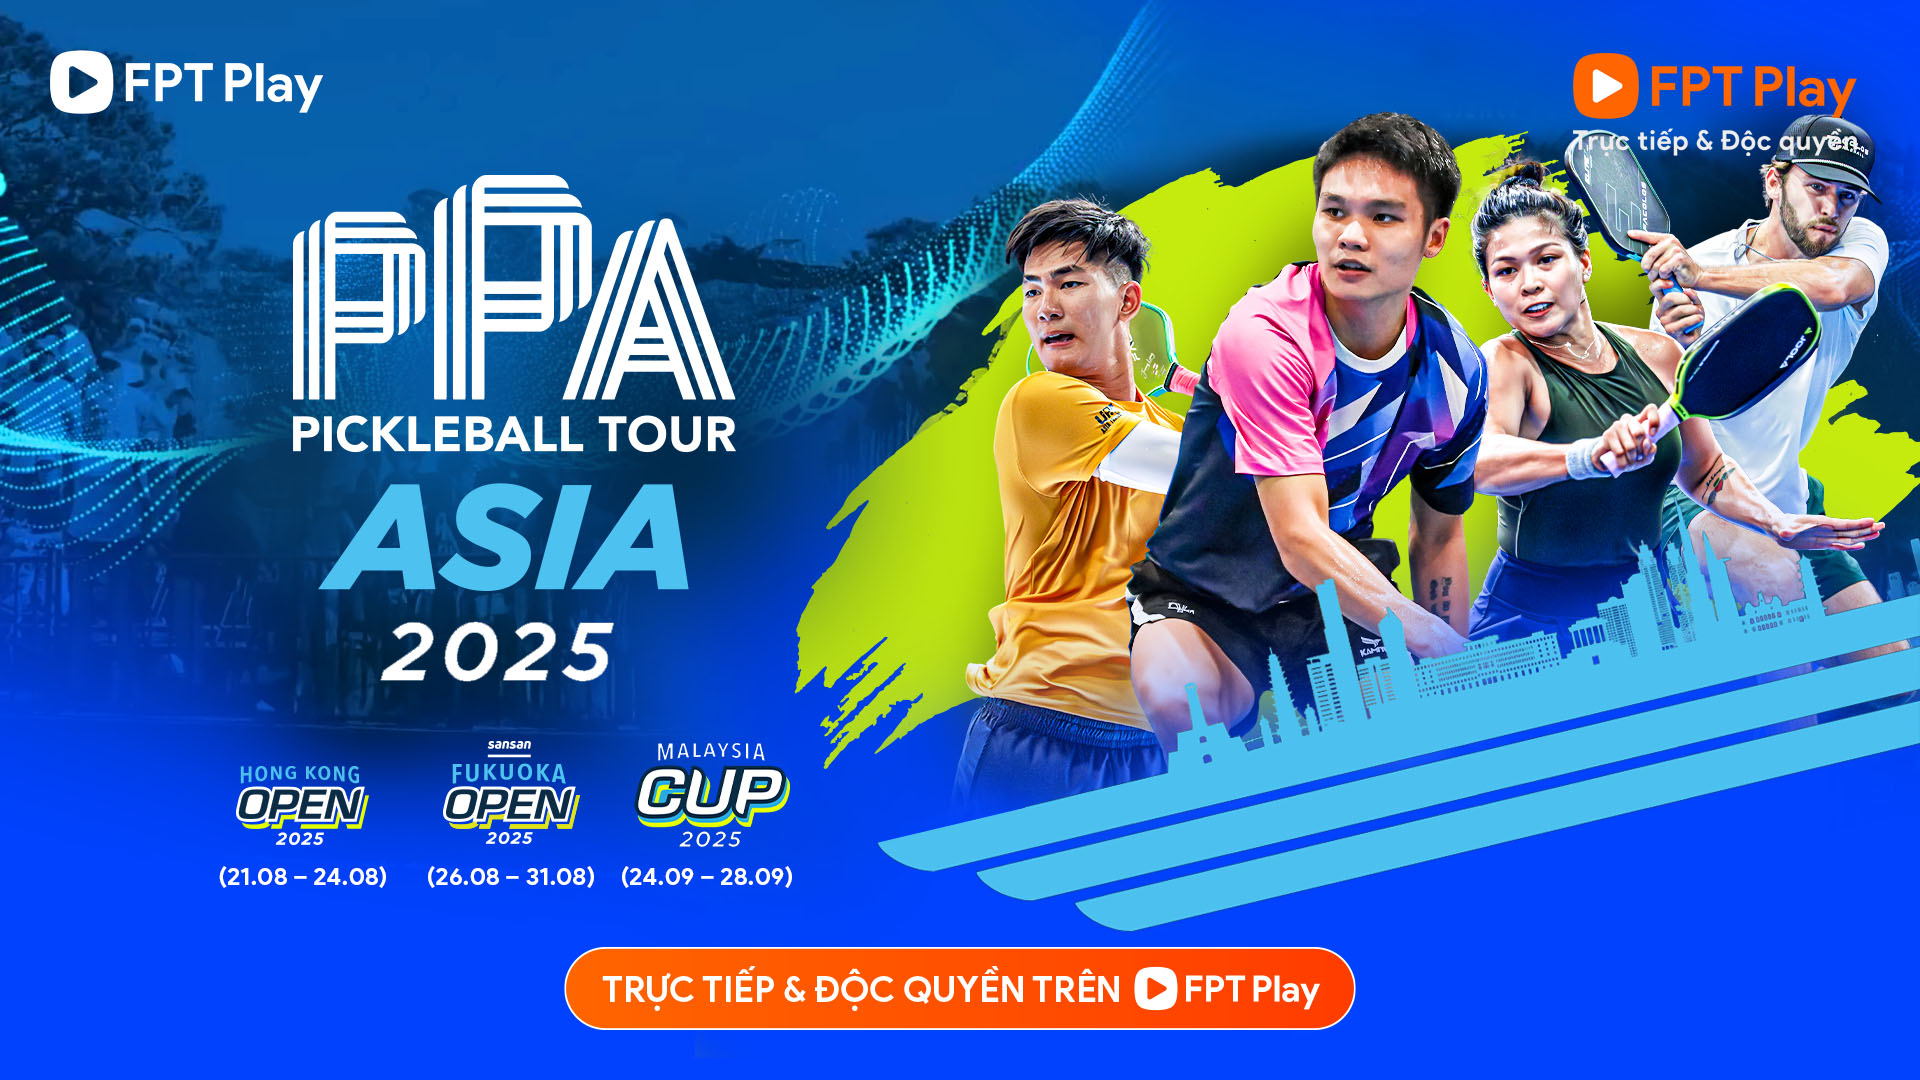 FPT Play
FPT Play
Trực tiếp & Độc quyền
PPA
PICKLEBALL TOUR
ASIA
2025
HONG KONG
OPEN
2025
(21.08 – 24.08)
sansan
FUKUOKA
OPEN
2025
(26.08 – 31.08)
MALAYSIA
CUP
2025
(24.09 – 28.09)
JOOLA
PACOLOS
TRỰC TIẾP & ĐỘC QUYỀN TRÊN FPT Play